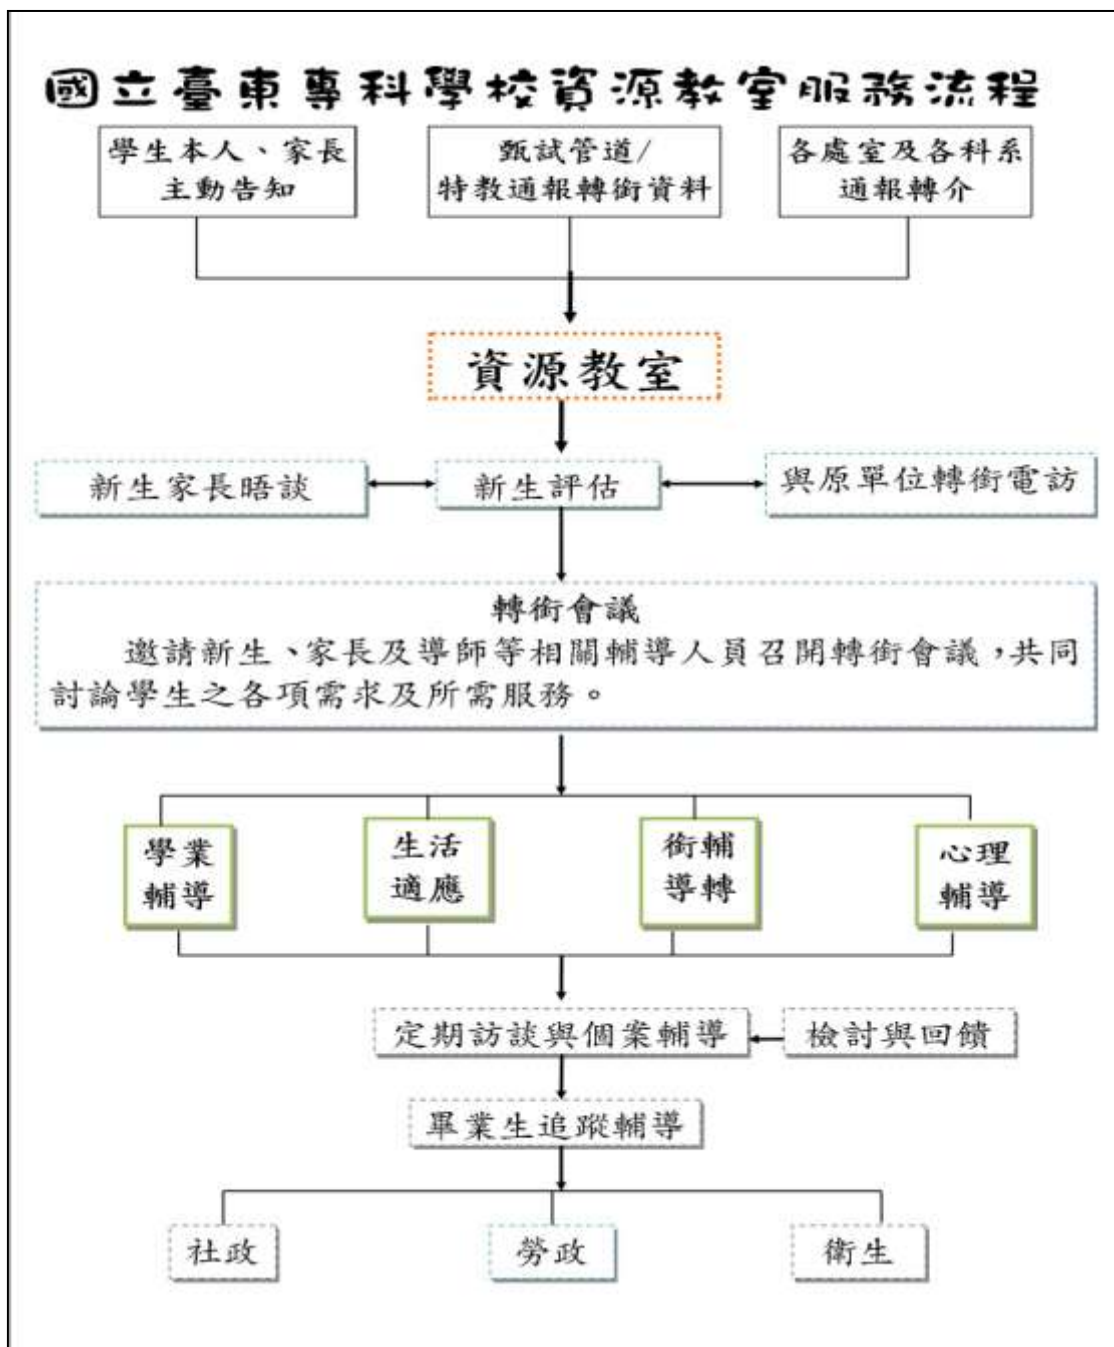 國立臺東專科學校資源教室服務流程
學生本人、家長
主動告知
甄試管道/
特教通報轉銜資料
各處室及各科系
通報轉介
資源教室
新生家長晤談
新生評估
與原單位轉銜電訪
轉銜會議
邀請新生、家長及導師等相關輔導人員召開轉銜會議，共同
討論學生之各項需求及所需服務。
學業
輔導
生活
適應
銜輔
導轉
心理
輔導
定期訪談與個案輔導
檢討與回饋
畢業生追蹤輔導
社政
勞政
衛生